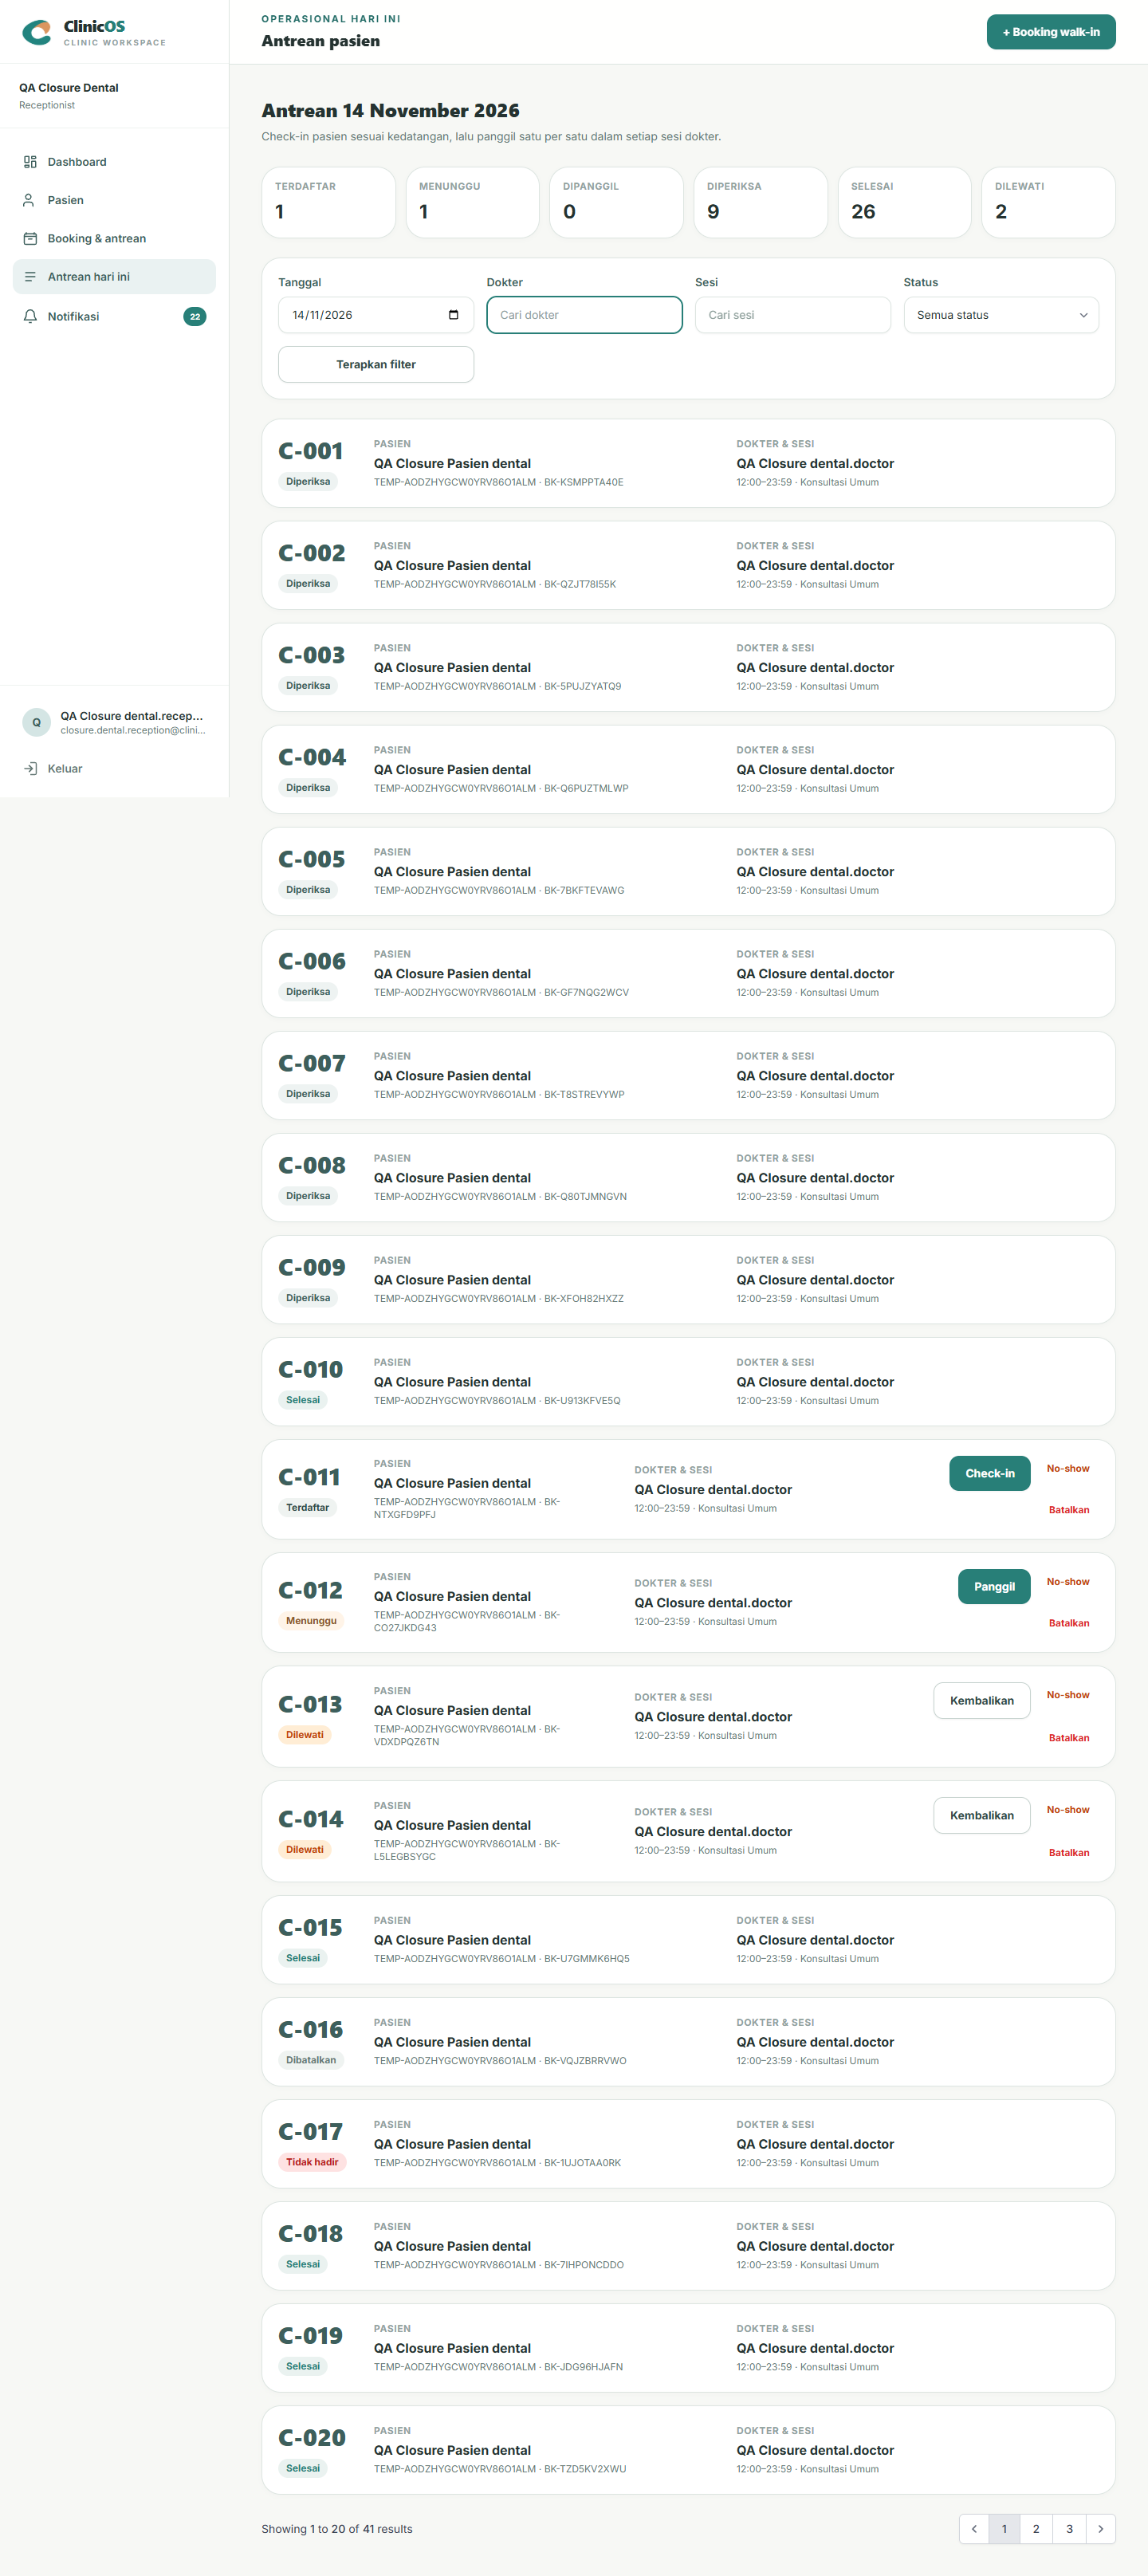 ClinicOS
CLINIC WORKSPACE
QA Closure Dental
Receptionist
Dashboard
Pasien
Booking & antrean
Antrean hari ini
Notifikasi
22
Q
QA Closure dental.recep...
closure.dental.reception@clini...
Keluar
OPERASIONAL HARI INI
Antrean pasien
+ Booking walk-in
Antrean 14 November 2026
Check-in pasien sesuai kedatangan, lalu panggil satu per satu dalam setiap sesi dokter.
TERDAFTAR
1
MENUNGGU
1
DIPANGGIL
0
DIPERIKSA
9
SELESAI
26
DILEWATI
2
Tanggal
14/11/2026
Dokter
Cari dokter
Sesi
Cari sesi
Status
Semua status
Terapkan filter
C-001
Diperiksa
PASIEN
QA Closure Pasien dental
TEMP-AODZHYGCW0YRV86O1ALM · BK-KSMPPTA40E
DOKTER & SESI
QA Closure dental.doctor
12:00–23:59 · Konsultasi Umum
C-002
Diperiksa
PASIEN
QA Closure Pasien dental
TEMP-AODZHYGCW0YRV86O1ALM · BK-QZJT78I55K
DOKTER & SESI
QA Closure dental.doctor
12:00–23:59 · Konsultasi Umum
C-003
Diperiksa
PASIEN
QA Closure Pasien dental
TEMP-AODZHYGCW0YRV86O1ALM · BK-5PUJZYATQ9
DOKTER & SESI
QA Closure dental.doctor
12:00–23:59 · Konsultasi Umum
C-004
Diperiksa
PASIEN
QA Closure Pasien dental
TEMP-AODZHYGCW0YRV86O1ALM · BK-Q6PUZTMLWP
DOKTER & SESI
QA Closure dental.doctor
12:00–23:59 · Konsultasi Umum
C-005
Diperiksa
PASIEN
QA Closure Pasien dental
TEMP-AODZHYGCW0YRV86O1ALM · BK-7BKFTEVAWG
DOKTER & SESI
QA Closure dental.doctor
12:00–23:59 · Konsultasi Umum
C-006
Diperiksa
PASIEN
QA Closure Pasien dental
TEMP-AODZHYGCW0YRV86O1ALM · BK-GF7NQG2WCV
DOKTER & SESI
QA Closure dental.doctor
12:00–23:59 · Konsultasi Umum
C-007
Diperiksa
PASIEN
QA Closure Pasien dental
TEMP-AODZHYGCW0YRV86O1ALM · BK-T8STREVYWP
DOKTER & SESI
QA Closure dental.doctor
12:00–23:59 · Konsultasi Umum
C-008
Diperiksa
PASIEN
QA Closure Pasien dental
TEMP-AODZHYGCW0YRV86O1ALM · BK-Q80TJMNGVN
DOKTER & SESI
QA Closure dental.doctor
12:00–23:59 · Konsultasi Umum
C-009
Diperiksa
PASIEN
QA Closure Pasien dental
TEMP-AODZHYGCW0YRV86O1ALM · BK-XFOH82HXZZ
DOKTER & SESI
QA Closure dental.doctor
12:00–23:59 · Konsultasi Umum
C-010
Selesai
PASIEN
QA Closure Pasien dental
TEMP-AODZHYGCW0YRV86O1ALM · BK-U913KFVE5Q
DOKTER & SESI
QA Closure dental.doctor
12:00–23:59 · Konsultasi Umum
C-011
Terdaftar
PASIEN
QA Closure Pasien dental
TEMP-AODZHYGCW0YRV86O1ALM · BK-
NTXGFD9PFJ
DOKTER & SESI
QA Closure dental.doctor
12:00–23:59 · Konsultasi Umum
Check-in
No-show
Batalkan
C-012
Menunggu
PASIEN
QA Closure Pasien dental
TEMP-AODZHYGCW0YRV86O1ALM · BK-
CO27JKDG43
DOKTER & SESI
QA Closure dental.doctor
12:00–23:59 · Konsultasi Umum
Panggil
No-show
Batalkan
C-013
Dilewati
PASIEN
QA Closure Pasien dental
TEMP-AODZHYGCW0YRV86O1ALM · BK-
VDXDPQZ6TN
DOKTER & SESI
QA Closure dental.doctor
12:00–23:59 · Konsultasi Umum
Kembalikan
No-show
Batalkan
C-014
Dilewati
PASIEN
QA Closure Pasien dental
TEMP-AODZHYGCW0YRV86O1ALM · BK-
L5LEGBSYGC
DOKTER & SESI
QA Closure dental.doctor
12:00–23:59 · Konsultasi Umum
Kembalikan
No-show
Batalkan
C-015
Selesai
PASIEN
QA Closure Pasien dental
TEMP-AODZHYGCW0YRV86O1ALM · BK-U7GMMK6HQ5
DOKTER & SESI
QA Closure dental.doctor
12:00–23:59 · Konsultasi Umum
C-016
Dibatalkan
PASIEN
QA Closure Pasien dental
TEMP-AODZHYGCW0YRV86O1ALM · BK-VQJZBRRVWO
DOKTER & SESI
QA Closure dental.doctor
12:00–23:59 · Konsultasi Umum
C-017
Tidak hadir
PASIEN
QA Closure Pasien dental
TEMP-AODZHYGCW0YRV86O1ALM · BK-1UJOTAA0RK
DOKTER & SESI
QA Closure dental.doctor
12:00–23:59 · Konsultasi Umum
C-018
Selesai
PASIEN
QA Closure Pasien dental
TEMP-AODZHYGCW0YRV86O1ALM · BK-7IHPONCDDO
DOKTER & SESI
QA Closure dental.doctor
12:00–23:59 · Konsultasi Umum
C-019
Selesai
PASIEN
QA Closure Pasien dental
TEMP-AODZHYGCW0YRV86O1ALM · BK-JDG96HJAFN
DOKTER & SESI
QA Closure dental.doctor
12:00–23:59 · Konsultasi Umum
C-020
Selesai
PASIEN
QA Closure Pasien dental
TEMP-AODZHYGCW0YRV86O1ALM · BK-TZD5KV2XWU
DOKTER & SESI
QA Closure dental.doctor
12:00–23:59 · Konsultasi Umum
Showing 1 to 20 of 41 results
1
2
3